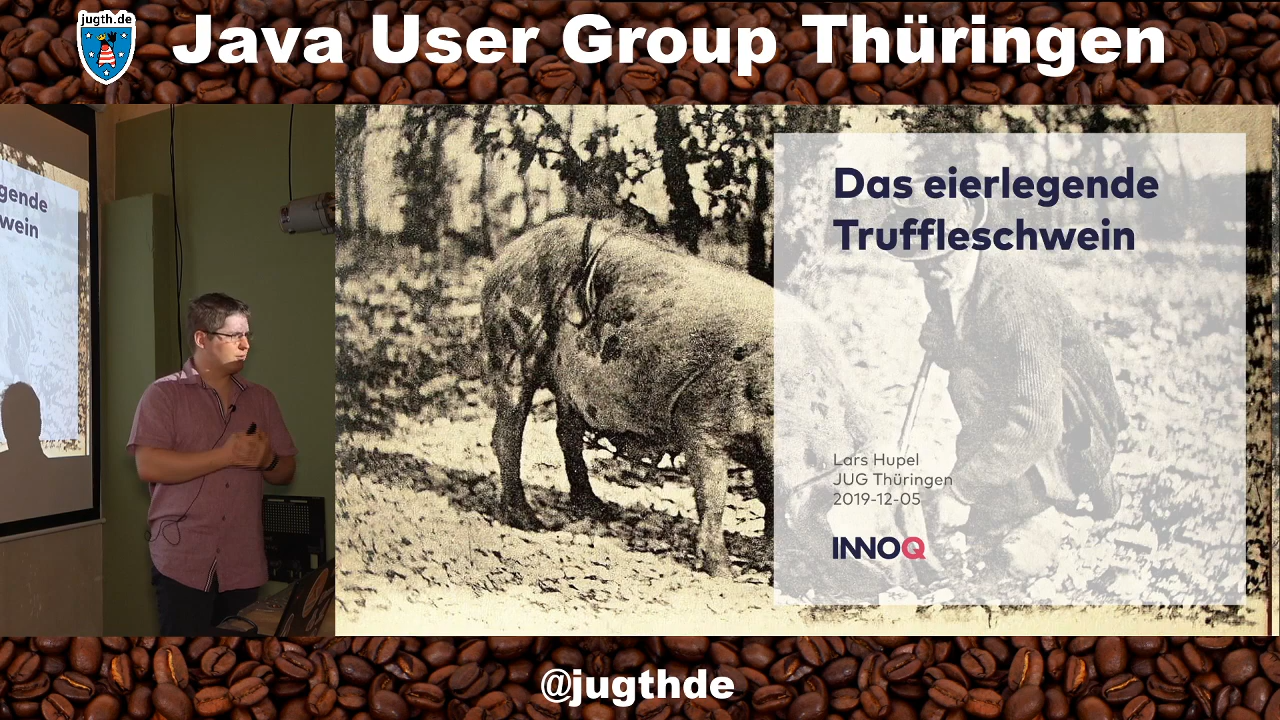 jugth.de
Java User Group Thüringen
gende
wein
Das eierlegende
Truffleschwein
Lars Hupel
JUG Thüringen
2019-12-05
INNOQ
@jugthde